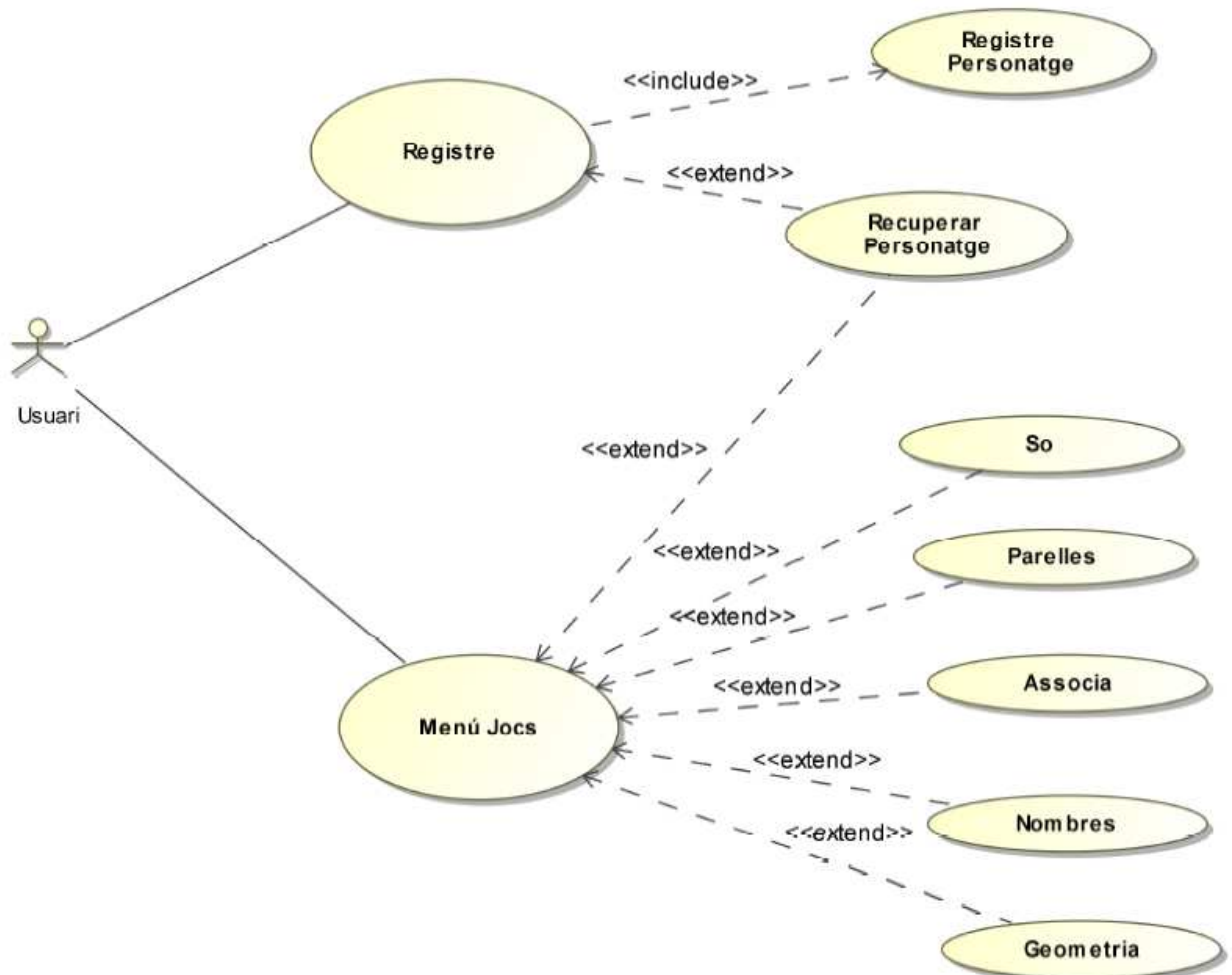 Registre
Personatge
<<include>>
Registre
<<extend>>
Recuperar
Personatge
Usuari
<<extend>>
So
<<extend>>
Parelles
<<extend>>
Associa
<<extend>>
Menú Jocs
<<extend>>
Nombres
<<extend>>
Geometria